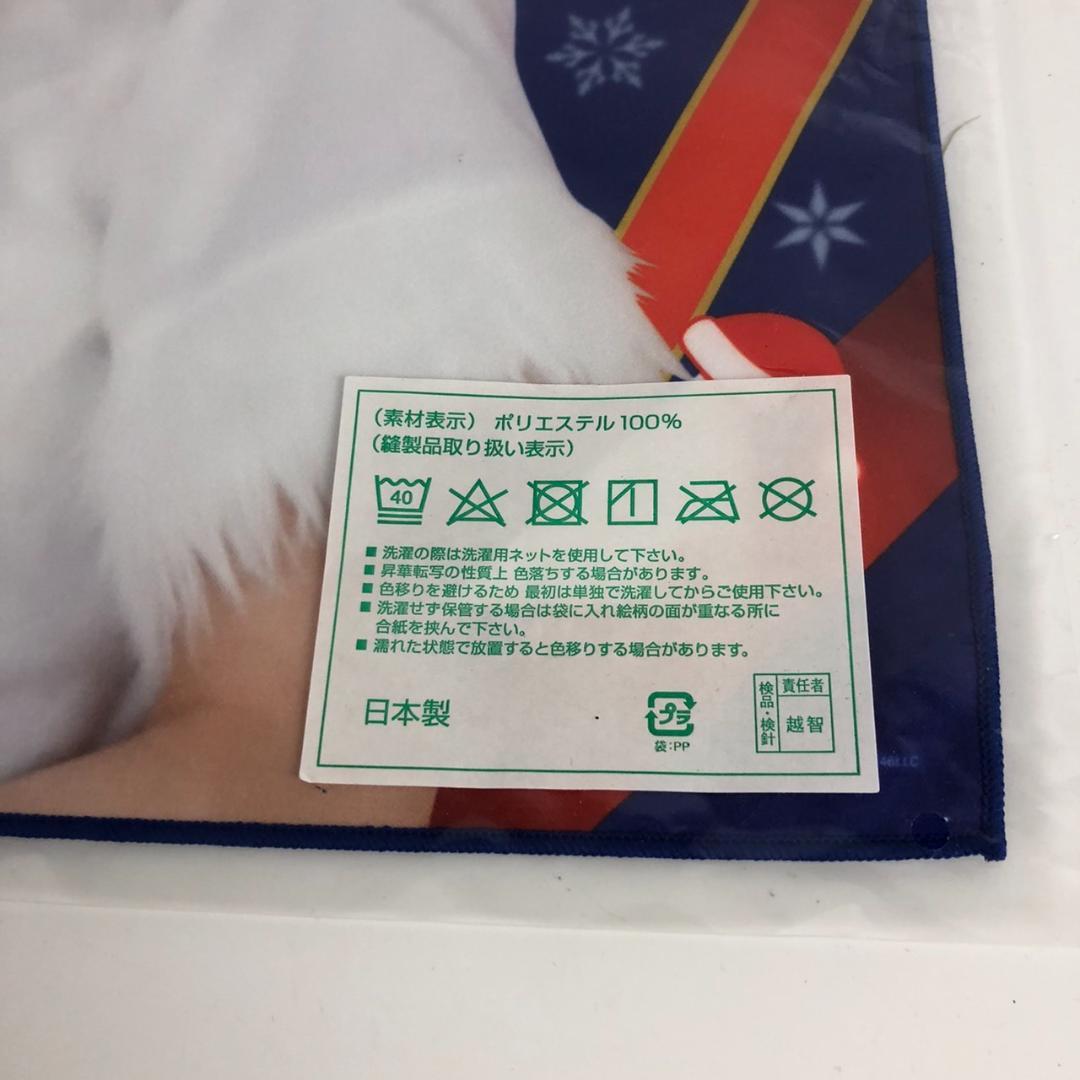 （素材表示） ポリエステル100%
（縫製品取り扱い表示）
40
■ 洗濯の際は洗濯用ネットを使用して下さい。
■ 昇華転写の性質上 色落ちする場合があります。
■ 色移りを避けるため 最初は単独で洗濯してからご使用下さい。
■ 洗濯せず保管する場合は袋に入れ絵柄の面が重なる所に
合紙を挟んで下さい。
■ 濡れた状態で放置すると色移りする場合があります。
日本製
プラ
袋：PP
検品・検針
責任者
越智
46LLC